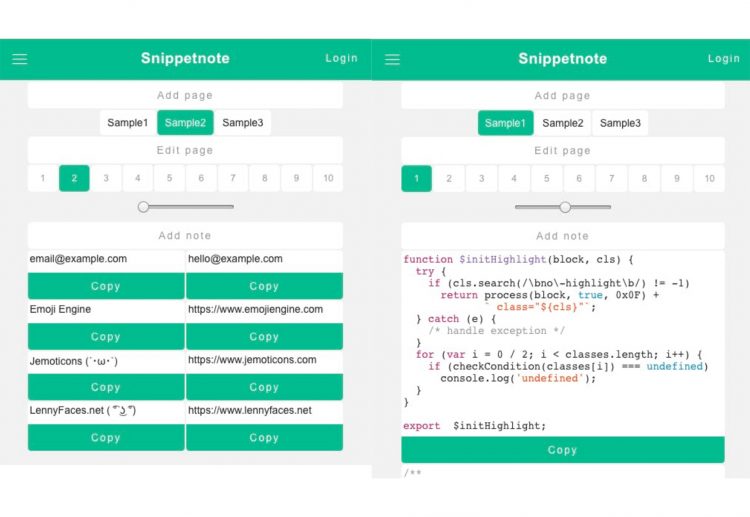 Snippetnote
Login
Add page
Sample1 Sample2 Sample3
Edit page
1 2 3 4 5 6 7 8 9 10
Add note
email@example.com
hello@example.com
Copy Copy
Emoji Engine
https://www.emojiengine.com
Copy Copy
Jemoticons (´･ω･`)
https://www.jemoticons.com
Copy Copy
LennyFaces.net ( ͡° ͜ʖ ͡°)
https://www.lennyfaces.net
Copy Copy
Snippetnote
Login
Add page
Sample1 Sample2 Sample3
Edit page
1 2 3 4 5 6 7 8 9 10
Add note
function $initHighlight(block, cls) {
try {
if (cls.search(/\bno\-highlight\b/) != -1)
return process(block, true, 0x0F) +
` class="${cls}"`;
} catch (e) {
/* handle exception */
}
for (var i = 0 / 2; i < classes.length; i++) {
if (checkCondition(classes[i]) === undefined)
console.log('undefined');
}
}
export $initHighlight;
Copy
/**